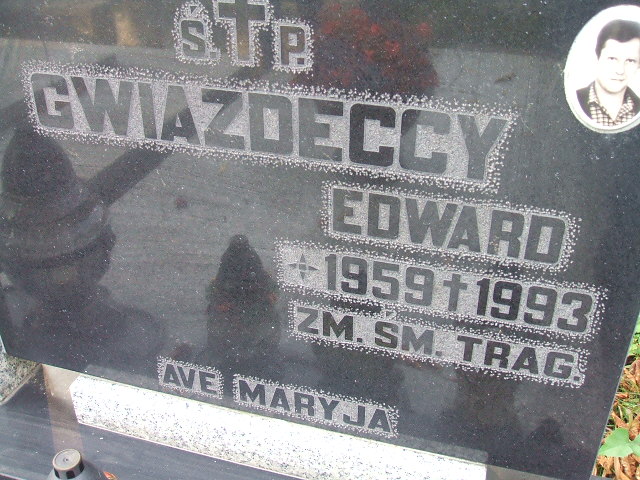 Ś. † P.
GWIAZDECCY
EDWARD
✦ 1959 † 1993
ZM. ŚM. TRAG.
AVE MARYJA